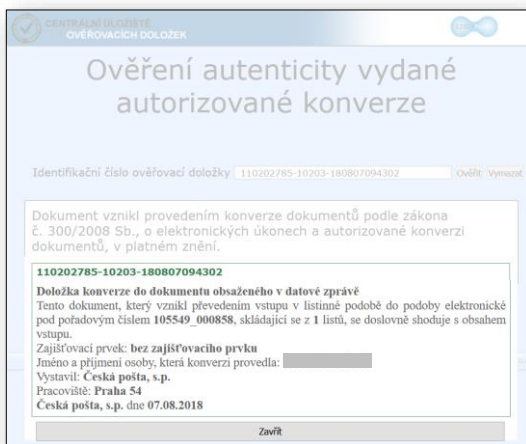 CENTRÁLNÍ ÚLOŽIŠTĚ
OVĚŘOVACÍCH DOLOŽEK
Ověření autenticity vydané
autorizované konverze
Identifikační číslo ověřovací doložky 110202785-10203-180807094302 Ověřit Vymazat
Dokument vznikl provedením konverze dokumentů podle zákona
č. 300/2008 Sb., o elektronických úkonech a autorizované konverzi
dokumentů, v platném znění.
110202785-10203-180807094302
Doložka konverze do dokumentu obsaženého v datové zprávě
Tento dokument, který vznikl převedením vstupu v listinné podobě do podoby elektronické
pod pořadovým číslem 105549_000858, skládající se z 1 listů, se doslovně shoduje s obsahem
vstupu.
Zajišťovací prvek: bez zajišťovacího prvku
Jméno a příjmení osoby, která konverzi provedla:
Vystavil: Česká pošta, s.p.
Pracoviště: Praha 54
Česká pošta, s.p. dne 07.08.2018
Zavřít